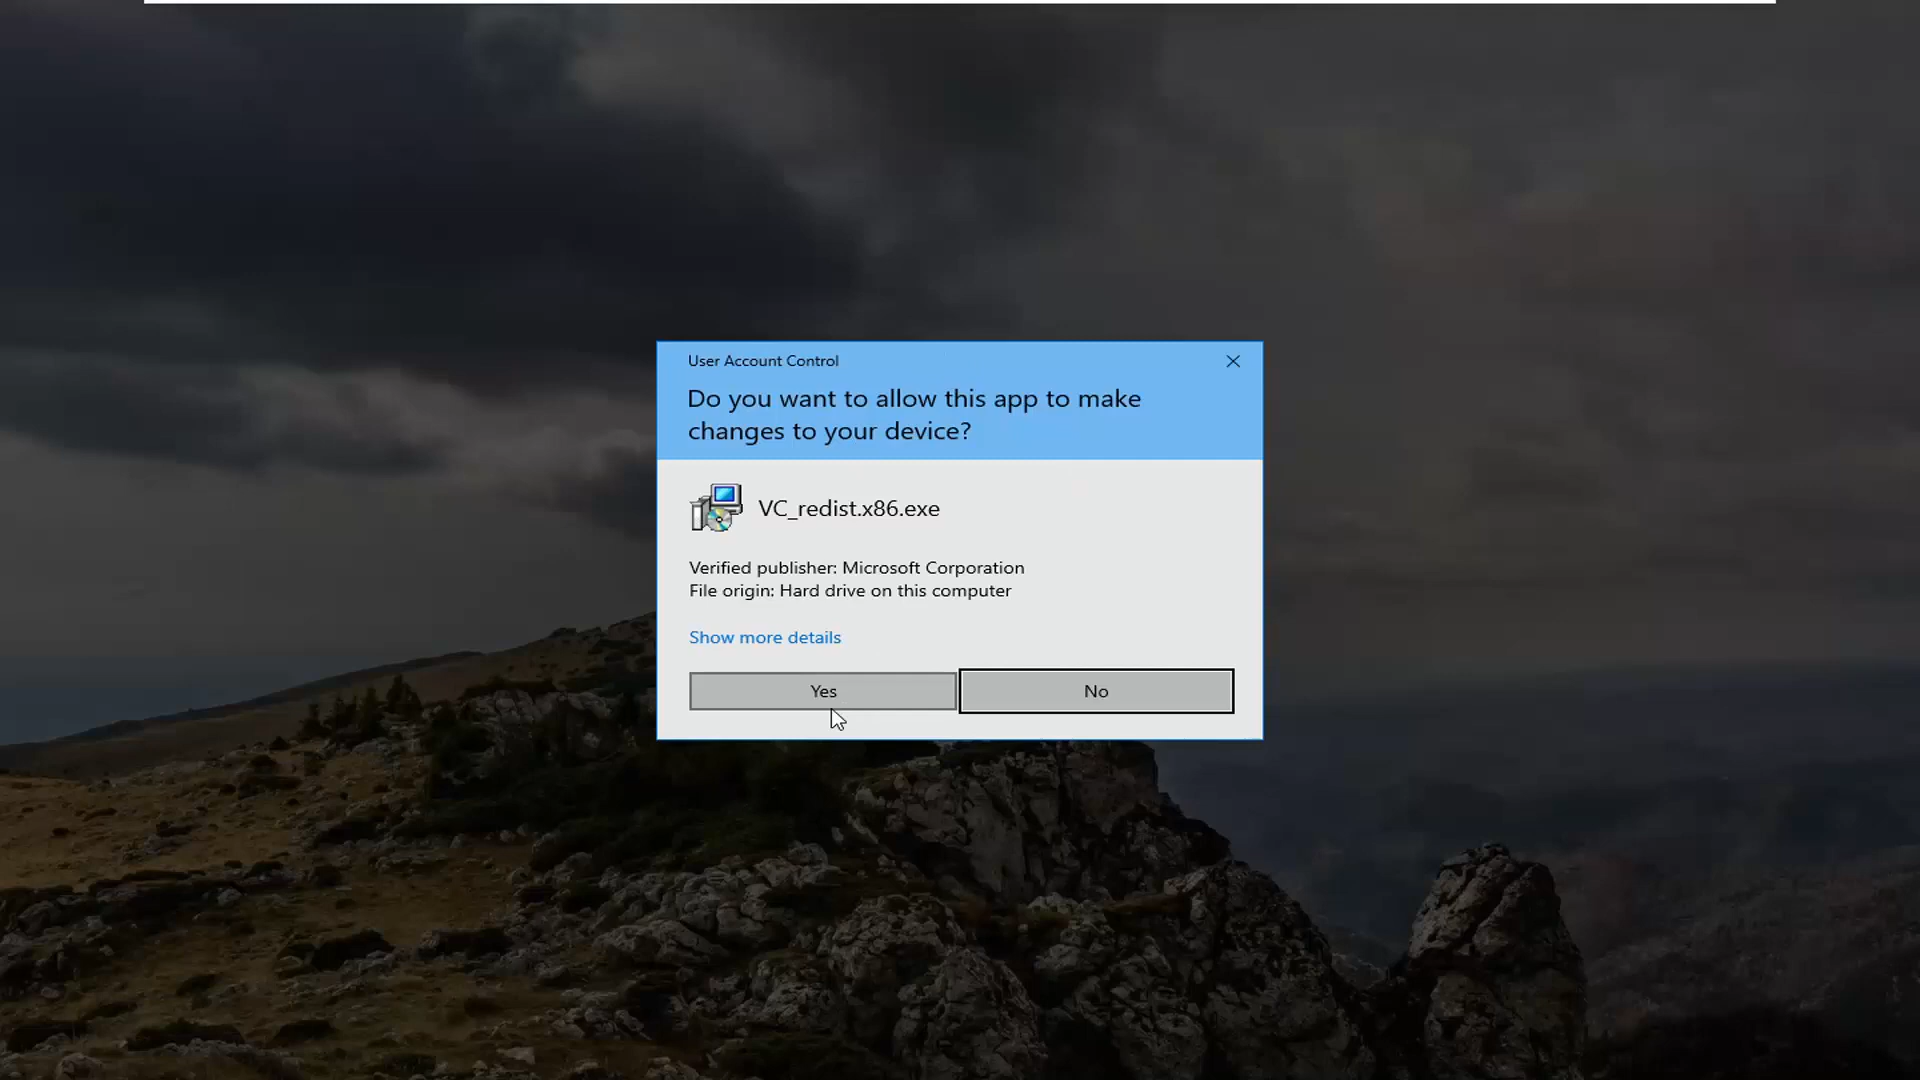 User Account Control
Do you want to allow this app to make
changes to your device?
VC_redist.x86.exe
Verified publisher: Microsoft Corporation
File origin: Hard drive on this computer
Show more details
Yes
No